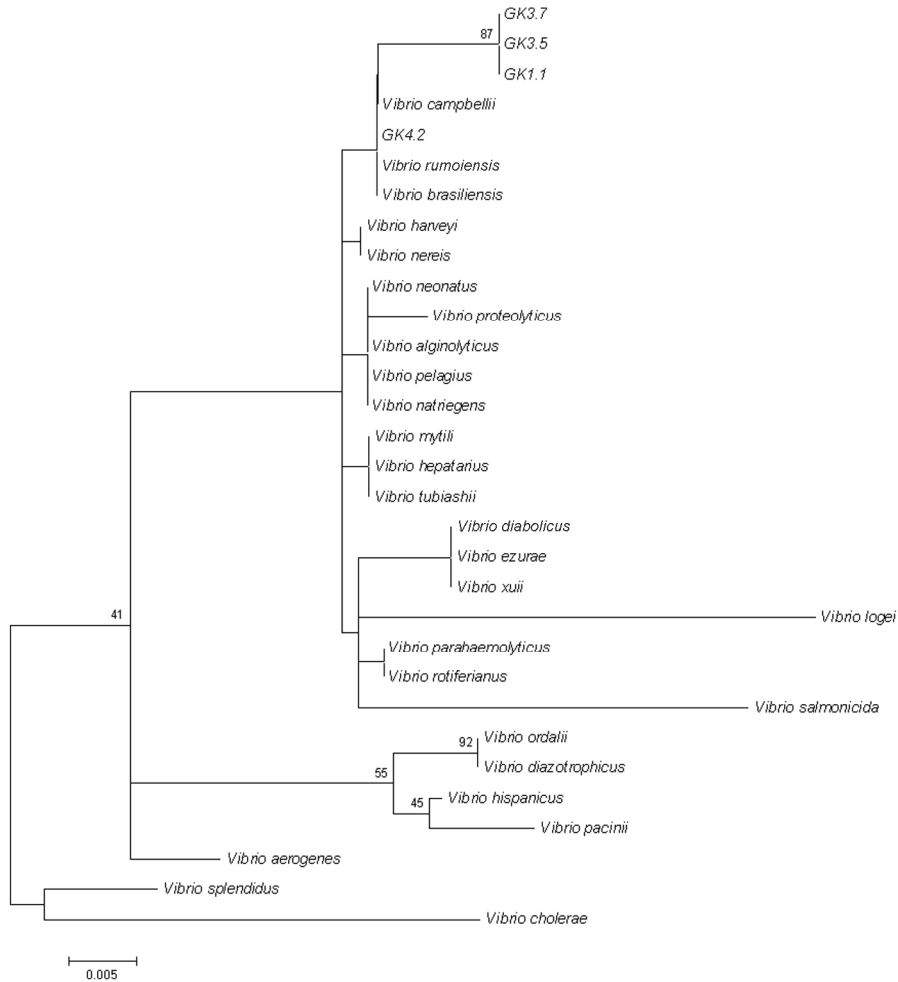 GK3.7
87
GK3.5
GK1.1
Vibrio campbellii
GK4.2
Vibrio rumoiensis
Vibrio brasiliensis
Vibrio harveyi
Vibrio nereis
Vibrio neonatus
Vibrio proteolyticus
Vibrio alginolyticus
Vibrio pelagius
Vibrio natriegens
Vibrio mytili
Vibrio hepatarius
Vibrio tubiashii
Vibrio diabolicus
Vibrio ezurae
Vibrio xuii
41
Vibrio logei
Vibrio parahaemolyticus
Vibrio rotiferianus
Vibrio salmonicida
Vibrio ordalii
92
Vibrio diazotrophicus
55
Vibrio hispanicus
45
Vibrio pacinii
Vibrio aerogenes
Vibrio splendidus
Vibrio cholerae
0.005